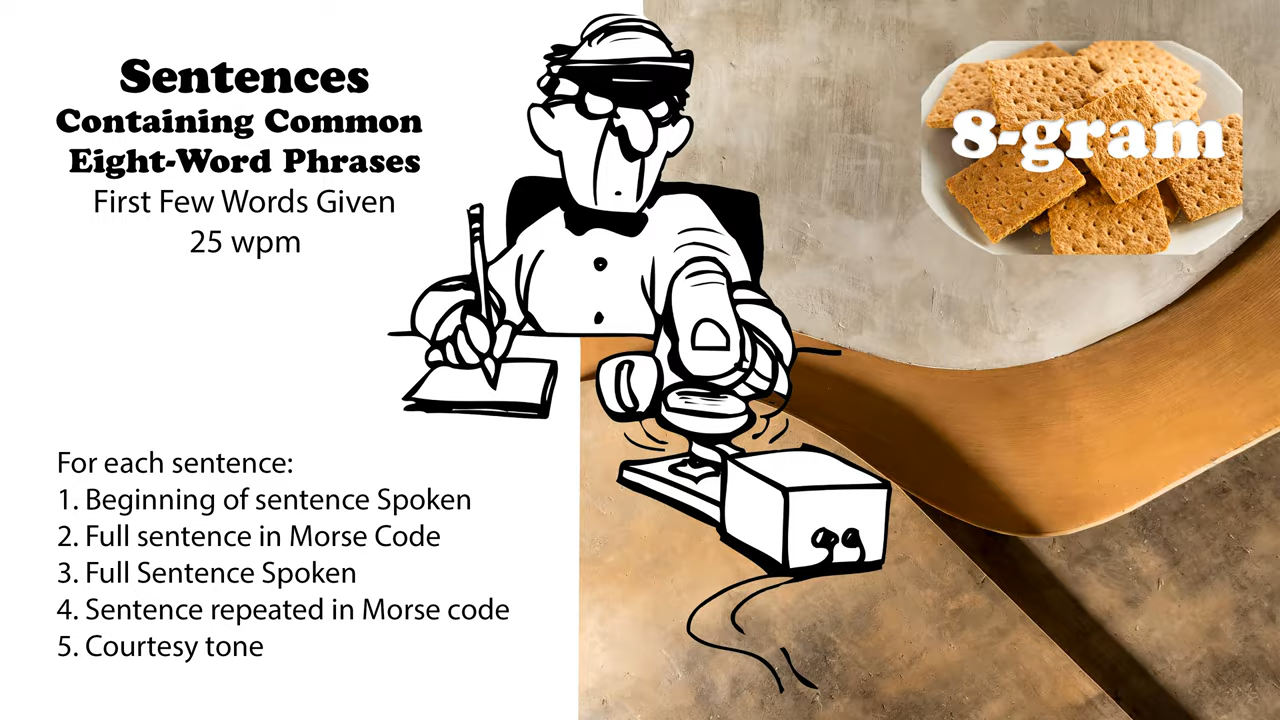 Sentences
Containing Common
Eight-Word Phrases
First Few Words Given
25 wpm
8-gram
For each sentence:
1. Beginning of sentence Spoken
2. Full sentence in Morse Code
3. Full Sentence Spoken
4. Sentence repeated in Morse code
5. Courtesy tone